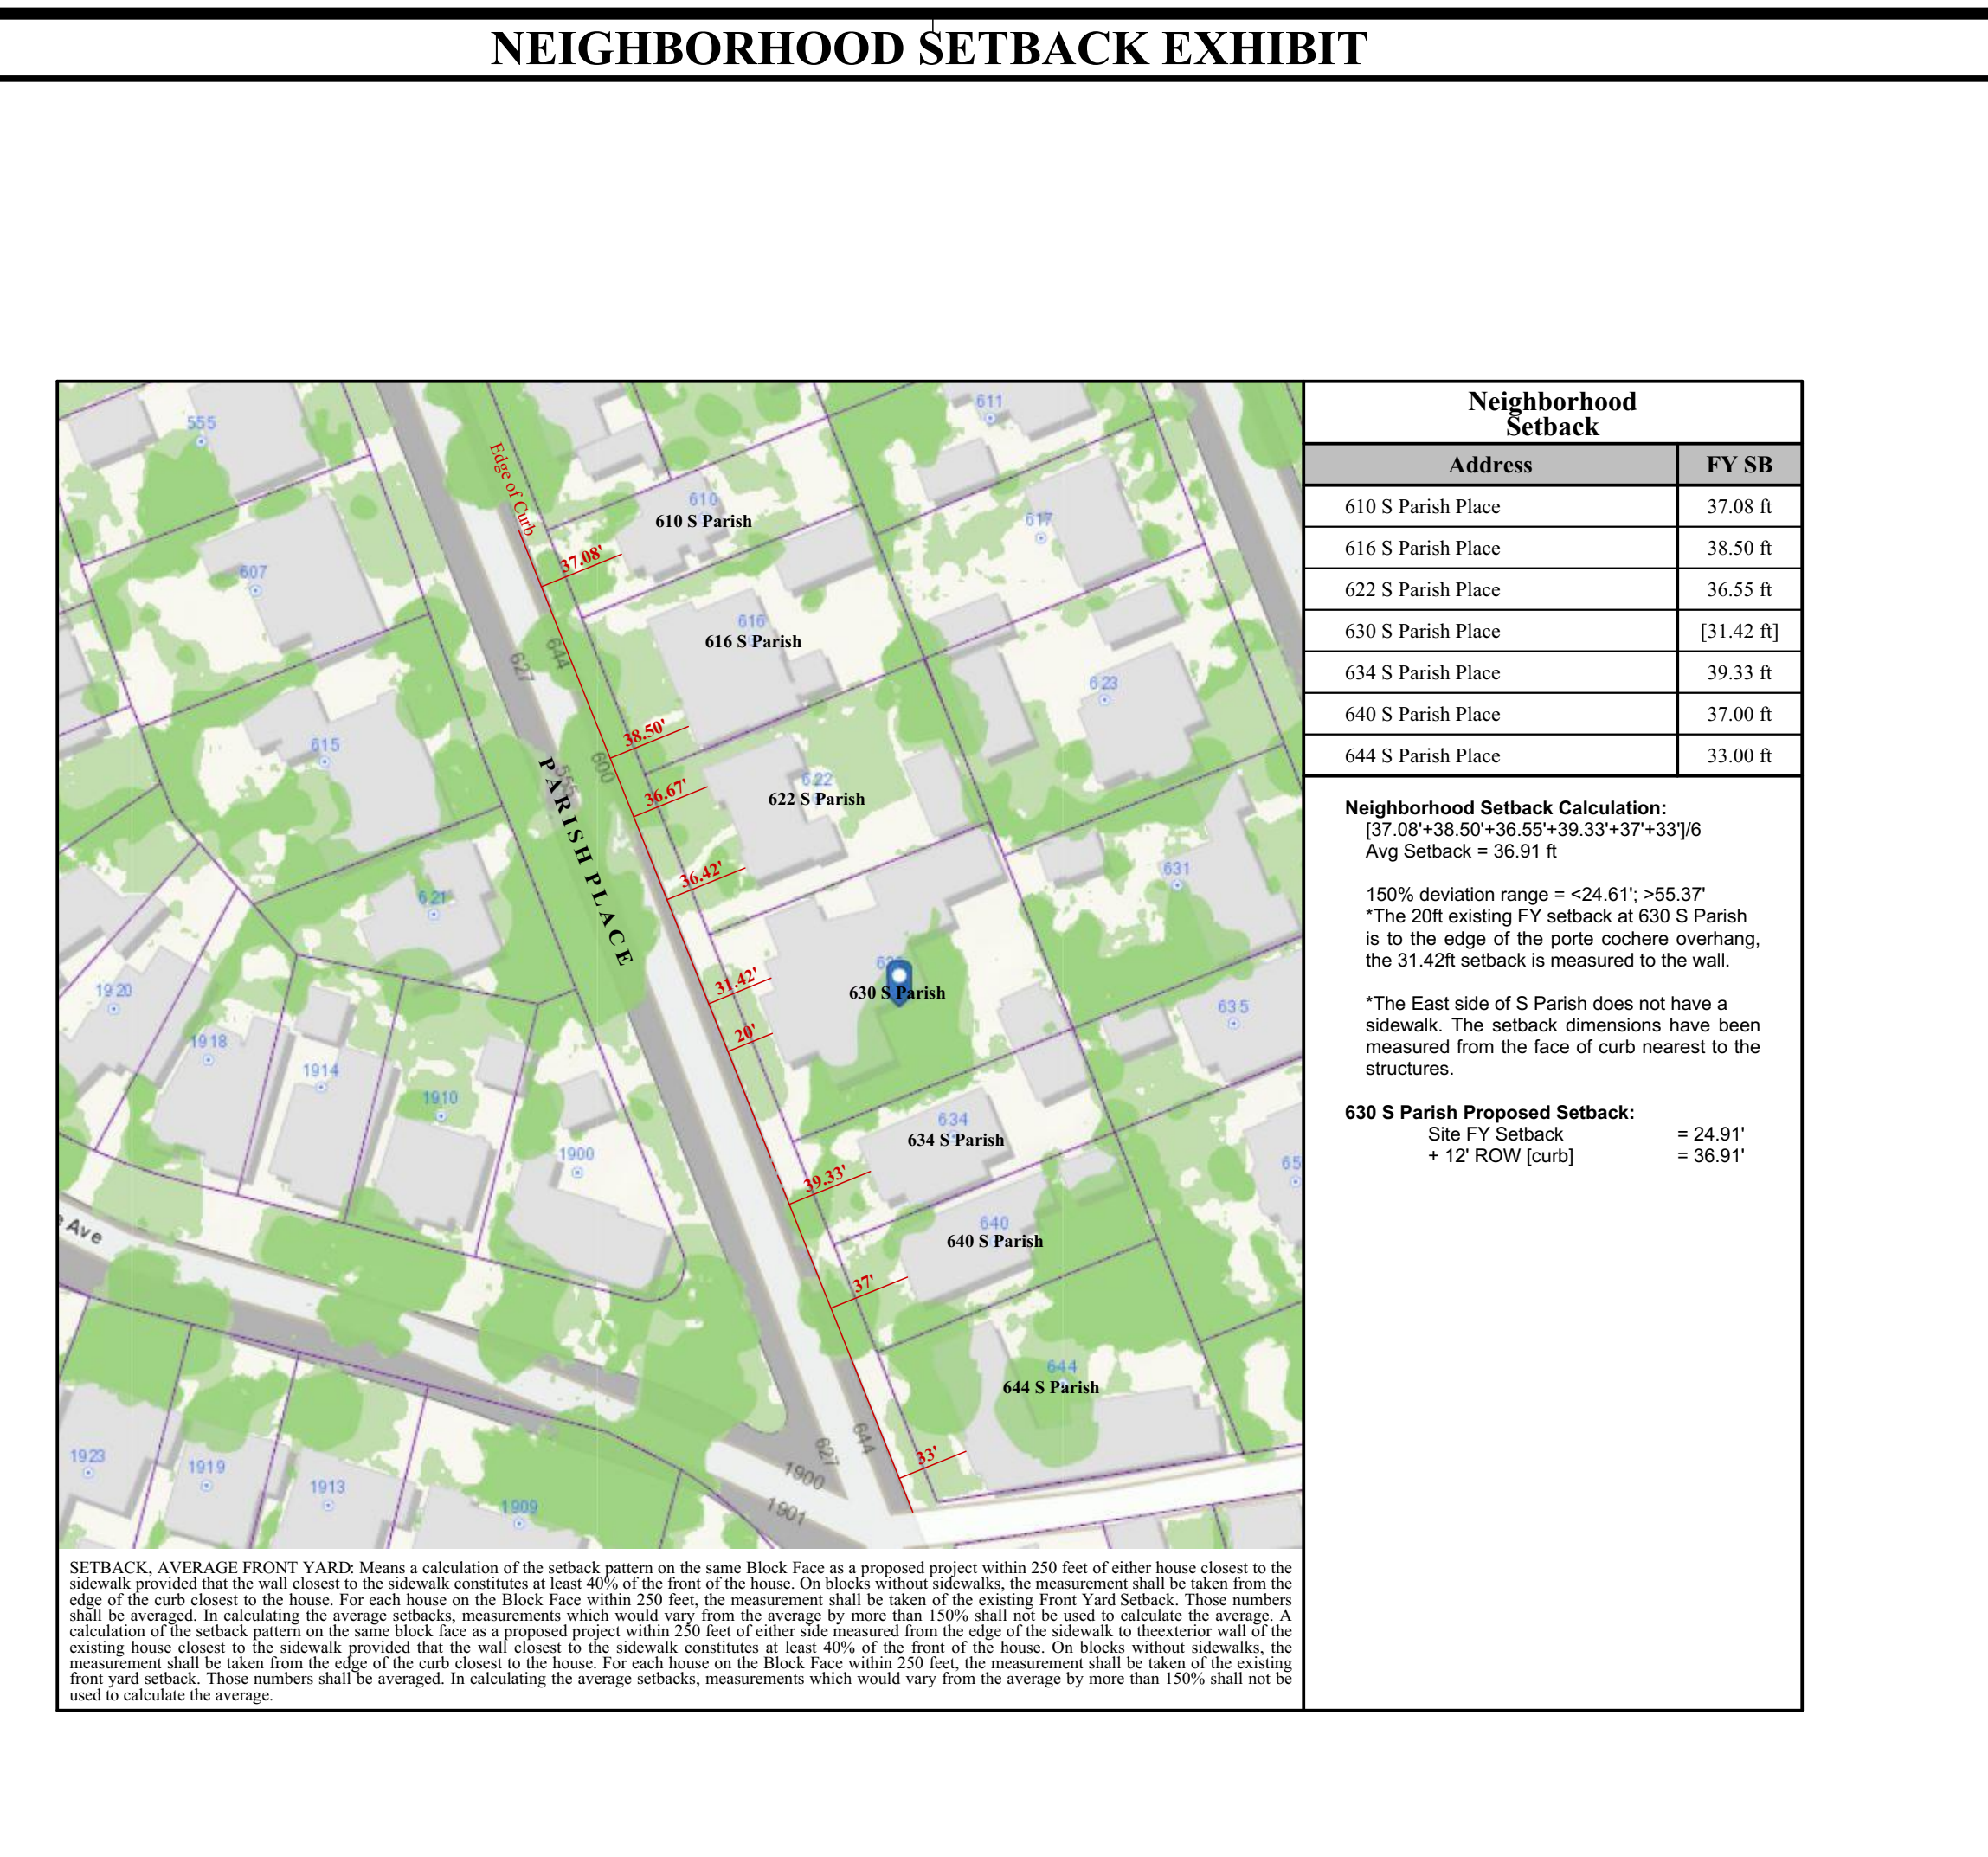 NEIGHBORHOOD SETBACK EXHIBIT
555
611
Edge of Curb
610
610 S Parish
617
37.08'
607
616
616 S Parish
644
627
623
38.50'
615
600
555
622
622 S Parish
36.67'
PARISH PLACE
36.42'
631
621
31.42'
630 S Parish
20'
1920
635
1918
1914
1910
634
634 S Parish
1900
39.33'
640
640 S Parish
Ave
37'
644
644 S Parish
644
627
33'
1900
1901
1923
1919
1913
1909
SETBACK, AVERAGE FRONT YARD: Means a calculation of the setback pattern on the same Block Face as a proposed project within 250 feet of either house closest to the
sidewalk provided that the wall closest to the sidewalk constitutes at least 40% of the front of the house. On blocks without sidewalks, the measurement shall be taken from the
edge of the curb closest to the house. For each house on the Block Face within 250 feet, the measurement shall be taken of the existing Front Yard Setback. Those numbers
shall be averaged. In calculating the average setbacks, measurements which would vary from the average by more than 150% shall not be used to calculate the average. A
calculation of the setback pattern on the same block face as a proposed project within 250 feet of either side measured from the edge of the sidewalk to theexterior wall of the
existing house closest to the sidewalk provided that the wall closest to the sidewalk constitutes at least 40% of the front of the house. On blocks without sidewalks, the
measurement shall be taken from the edge of the curb closest to the house. For each house on the Block Face within 250 feet, the measurement shall be taken of the existing
front yard setback. Those numbers shall be averaged. In calculating the average setbacks, measurements which would vary from the average by more than 150% shall not be
used to calculate the average.
Neighborhood
Setback
Address FY SB
610 S Parish Place 37.08 ft
616 S Parish Place 38.50 ft
622 S Parish Place 36.55 ft
630 S Parish Place [31.42 ft]
634 S Parish Place 39.33 ft
640 S Parish Place 37.00 ft
644 S Parish Place 33.00 ft
Neighborhood Setback Calculation:
[37.08'+38.50'+36.55'+39.33'+37'+33']/6
Avg Setback = 36.91 ft
150% deviation range = <24.61'; >55.37'
*The 20ft existing FY setback at 630 S Parish
is to the edge of the porte cochere overhang,
the 31.42ft setback is measured to the wall.
*The East side of S Parish does not have a
sidewalk. The setback dimensions have been
measured from the face of curb nearest to the
structures.
630 S Parish Proposed Setback:
Site FY Setback = 24.91'
+ 12' ROW [curb] = 36.91'